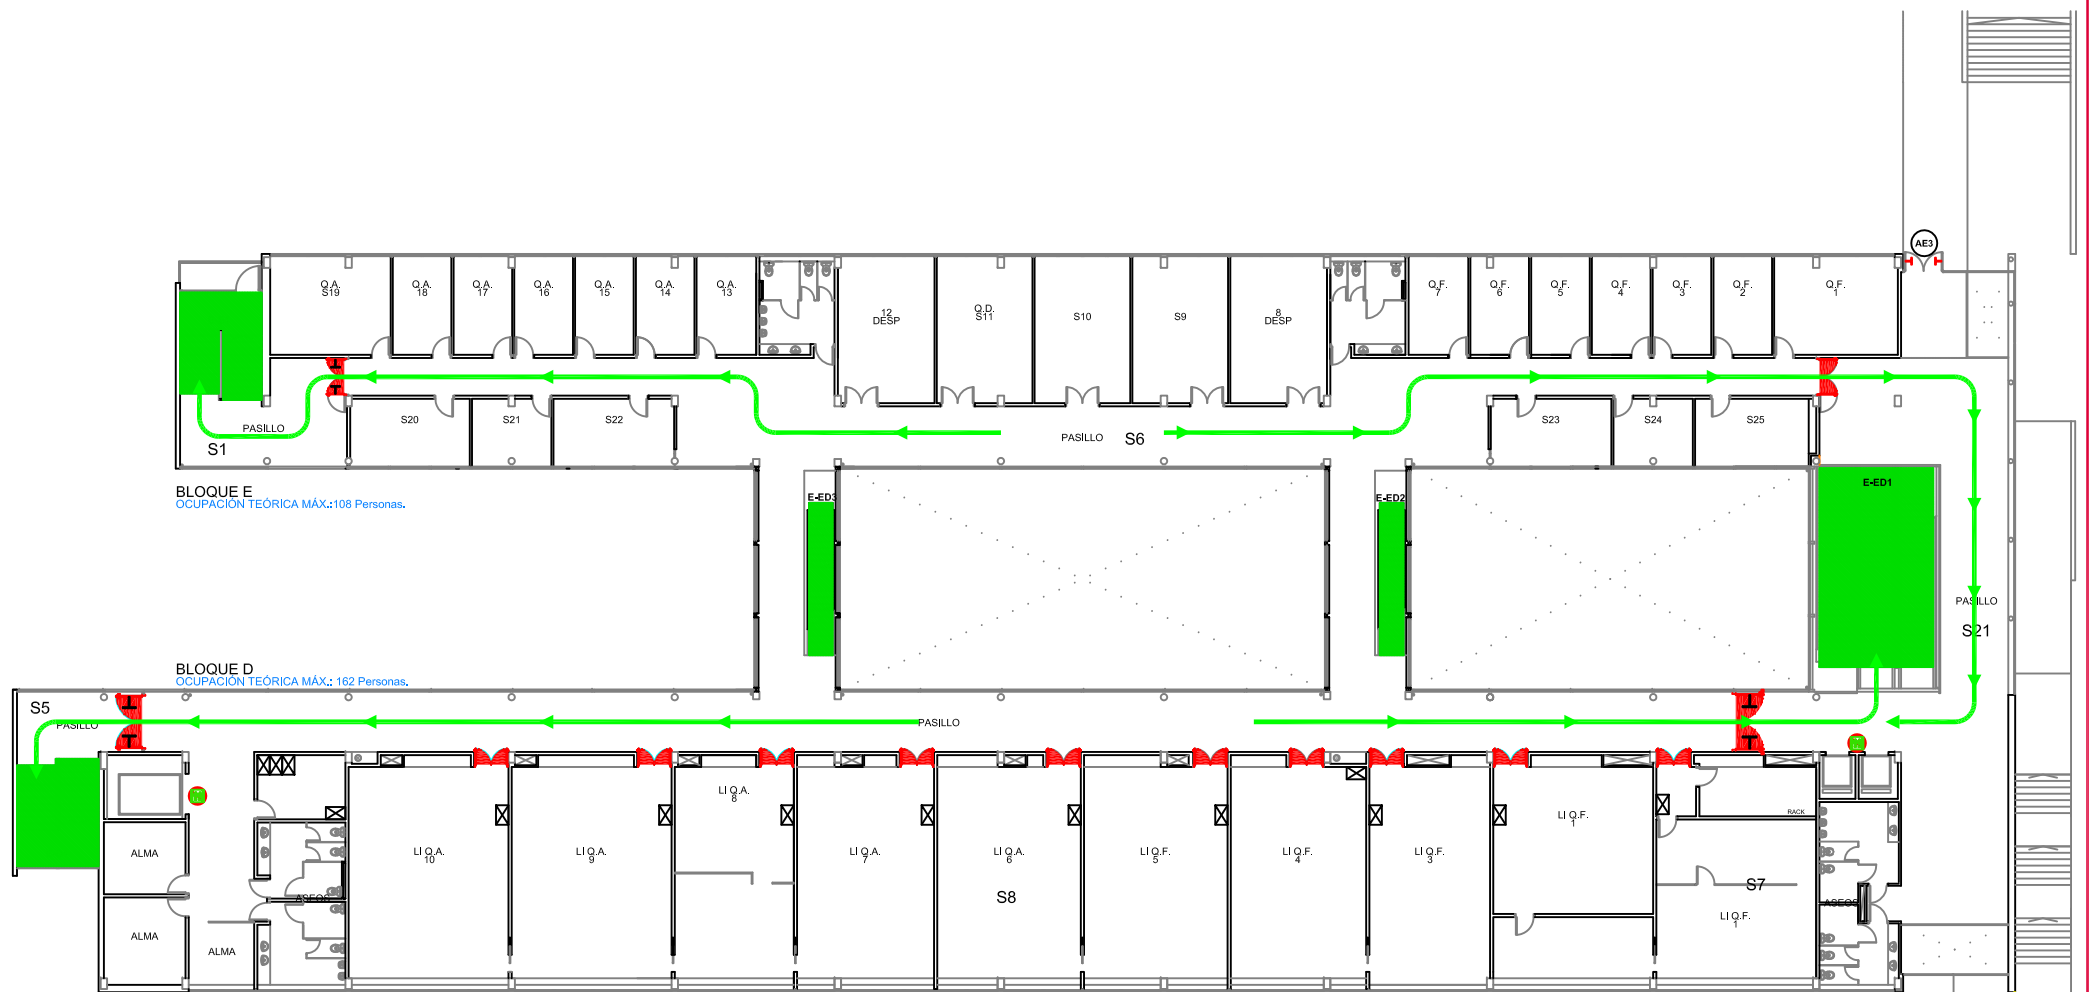 AE3
Q.A.
S19
Q.A.
18
Q.A.
17
Q.A.
16
Q.A.
15
Q.A.
14
Q.A.
13
12
DESP
Q.D.
S11
S10
S9
8
DESP
Q.F.
7
Q.F.
6
Q.F.
5
Q.F.
4
Q.F.
3
Q.F.
2
Q.F.
1
S20
S21
S22
S23
S24
S25
PASILLO
S1
PASILLO
S6
BLOQUE E
OCUPACIÓN TEÓRICA MÁX.:108 Personas.
E-ED3
E-ED2
E-ED1
PASILLO
S21
BLOQUE D
OCUPACIÓN TEÓRICA MÁX.: 162 Personas.
S5
PASILLO
PASILLO
LI Q.A.
10
LI Q.A.
9
LI Q.A.
8
LI Q.A.
7
LI Q.A.
6
LI Q.F.
5
LI Q.F.
4
LI Q.F.
3
LI Q.F.
1
RACK
ALMA
ALMA
ALMA
ASEOS
S8
S7
LI Q.F.
1
ASEOS